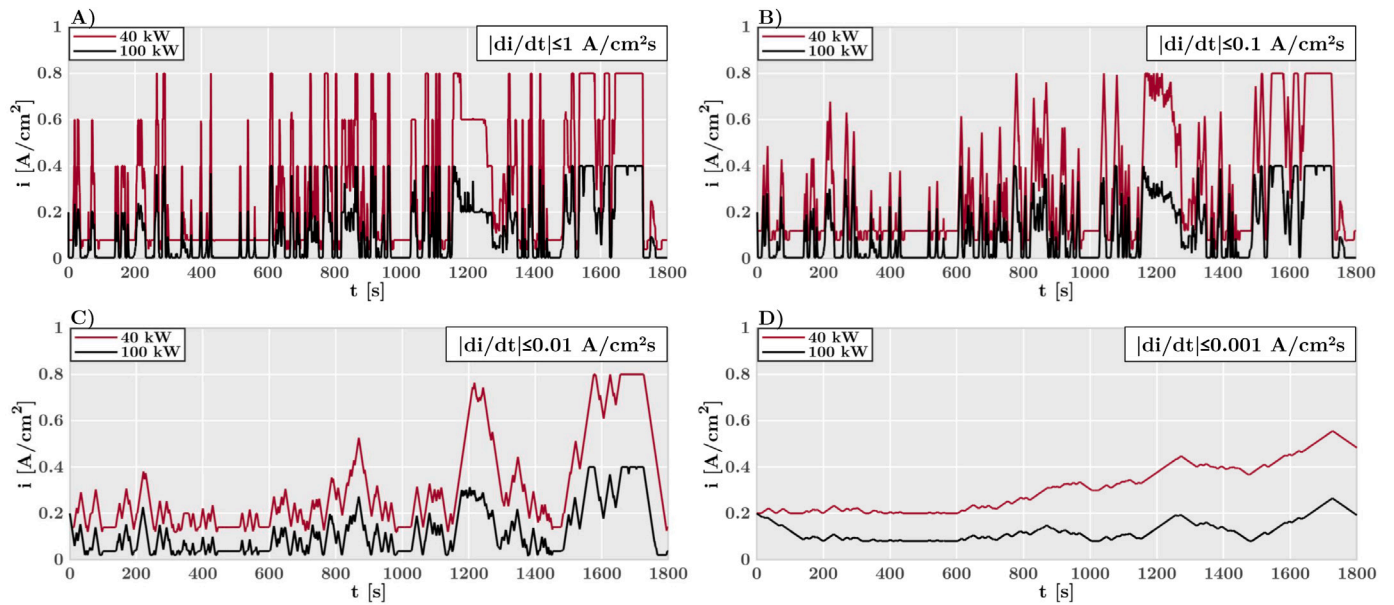 A)
1
40 kW
100 kW
|di/dt|≤1 A/cm²s
0.8
0.6
0.4
0.2
0
i [A/cm²]
0 200 400 600 800 1000 1200 1400 1600 1800
t [s]
B)
1
40 kW
100 kW
|di/dt|≤0.1 A/cm²s
0.8
0.6
0.4
0.2
0
i [A/cm²]
0 200 400 600 800 1000 1200 1400 1600 1800
t [s]
C)
1
40 kW
100 kW
|di/dt|≤0.01 A/cm²s
0.8
0.6
0.4
0.2
0
i [A/cm²]
0 200 400 600 800 1000 1200 1400 1600 1800
t [s]
D)
1
40 kW
100 kW
|di/dt|≤0.001 A/cm²s
0.8
0.6
0.4
0.2
0
i [A/cm²]
0 200 400 600 800 1000 1200 1400 1600 1800
t [s]